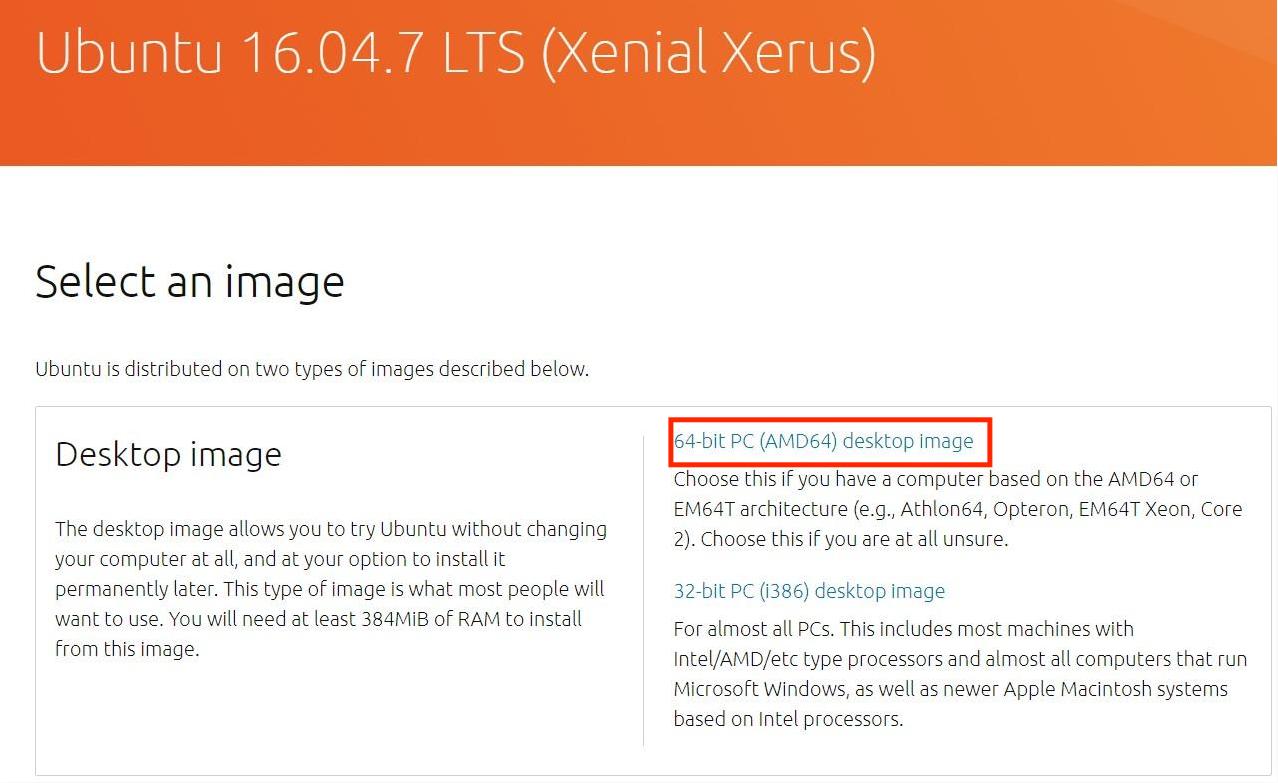 Ubuntu 16.04.7 LTS (Xenial Xerus)
Select an image
Ubuntu is distributed on two types of images described below.
Desktop image
The desktop image allows you to try Ubuntu without changing
your computer at all, and at your option to install it
permanently later. This type of image is what most people will
want to use. You will need at least 384MiB of RAM to install
from this image.
64-bit PC (AMD64) desktop image
Choose this if you have a computer based on the AMD64 or
EM64T architecture (e.g., Athlon64, Opteron, EM64T Xeon, Core
2). Choose this if you are at all unsure.
32-bit PC (i386) desktop image
For almost all PCs. This includes most machines with
Intel/AMD/etc type processors and almost all computers that run
Microsoft Windows, as well as newer Apple Macintosh systems
based on Intel processors.